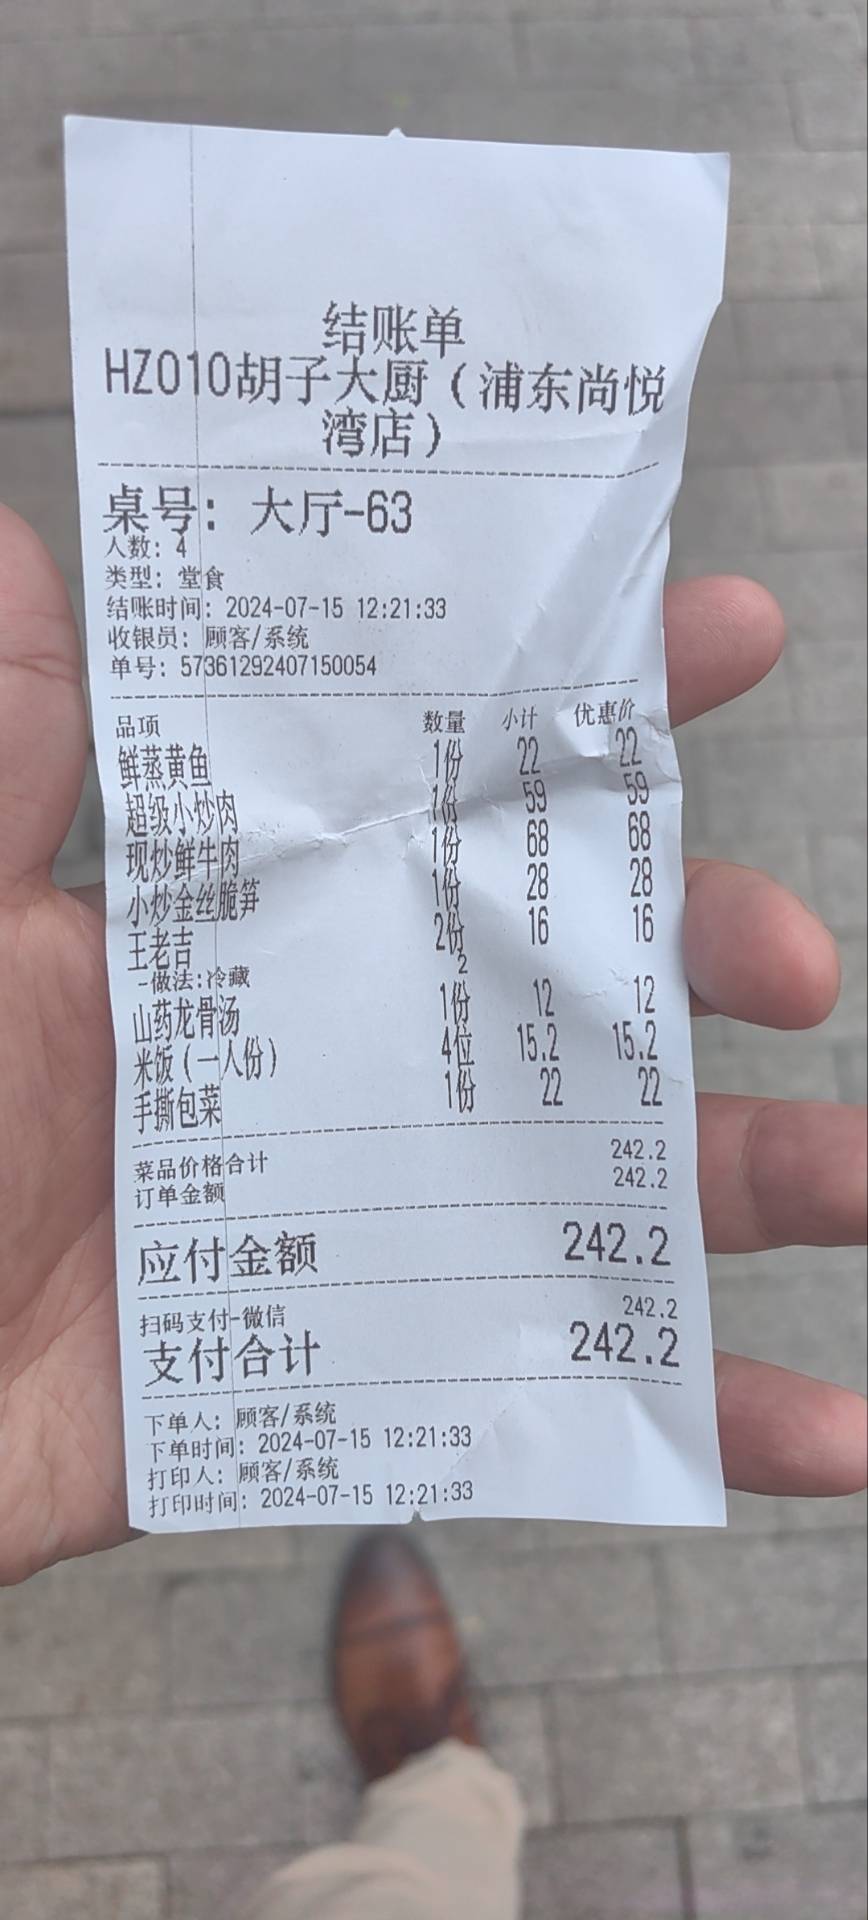 结账单
HZ010胡子大厨（浦东尚悦
湾店）
桌号：大厅-63
人数：4
类型：堂食
结账时间：2024-07-15 12:21:33
收银员：顾客/系统
单号：57361292407150054
品项 数量 小计 优惠价
鲜蒸黄鱼 1份 22 22
超级小炒肉 1份 59 59
现炒鲜牛肉 1份 68 68
小炒金丝脆笋 1份 28 28
王老吉 2份 16 16
-做法:冷藏 2
山药龙骨汤 1份 12 12
米饭（一人份） 4位 15.2 15.2
手撕包菜 1份 22 22
菜品价格合计 242.2
订单金额 242.2
应付金额 242.2
扫码支付-微信 242.2
支付合计 242.2
下单人：顾客/系统
下单时间：2024-07-15 12:21:33
打印人：顾客/系统
打印时间：2024-07-15 12:21:33